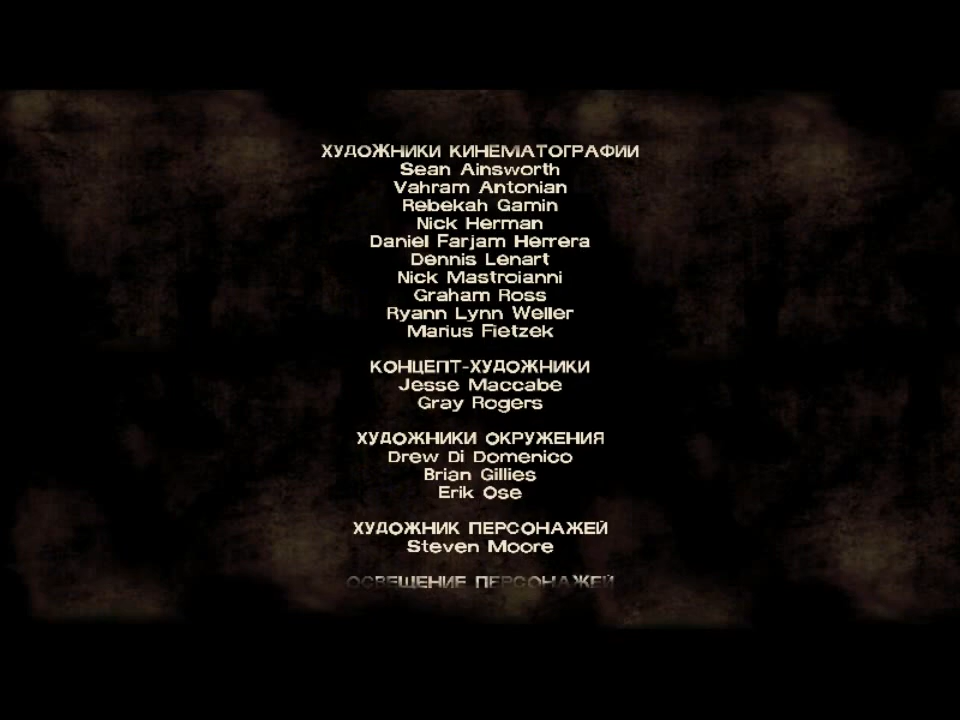 ХУДОЖНИКИ КИНЕМАТОГРАФИИ
Sean Ainsworth
Vahram Antonian
Rebekah Gamin
Nick Herman
Daniel Farjam Herrera
Dennis Lenart
Nick Mastroianni
Graham Ross
Ryann Lynn Weller
Marius Fietzek
КОНЦЕПТ-ХУДОЖНИКИ
Jesse Maccabe
Gray Rogers
ХУДОЖНИКИ ОКРУЖЕНИЯ
Drew Di Domenico
Brian Gillies
Erik Ose
ХУДОЖНИК ПЕРСОНАЖЕЙ
Steven Moore
ОСВЕЩЕНИЕ ПЕРСОНАЖЕЙ